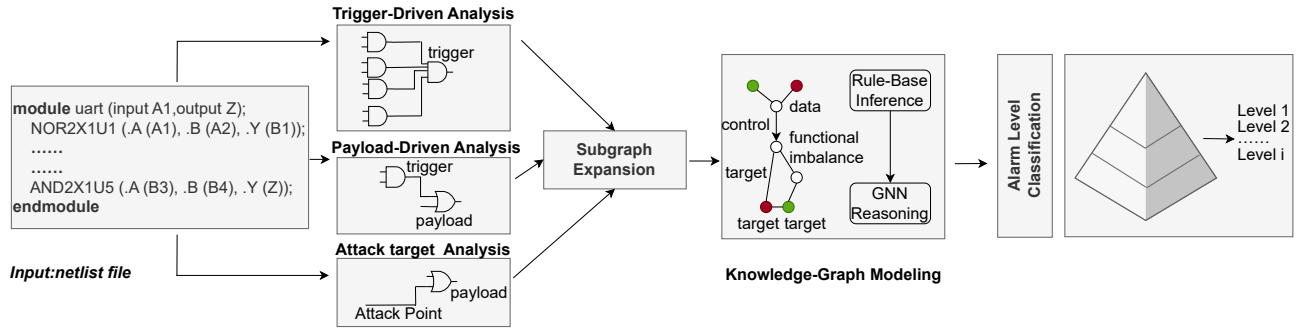 Trigger-Driven Analysis
trigger
module uart (input A1,output Z);
NOR2X1U1 (.A (A1), .B (A2), .Y (B1));
......
......
AND2X1U5 (.A (B3), .B (B4), .Y (Z));
endmodule
Input:netlist file
Payload-Driven Analysis
trigger
payload
Attack target Analysis
payload
Attack Point
Subgraph
Expansion
data
control
functional
imbalance
target
target target
Rule-Base
Inference
GNN
Reasoning
Knowledge-Graph Modeling
Alarm Level
Classification
Level 1
Level 2
......
Level i